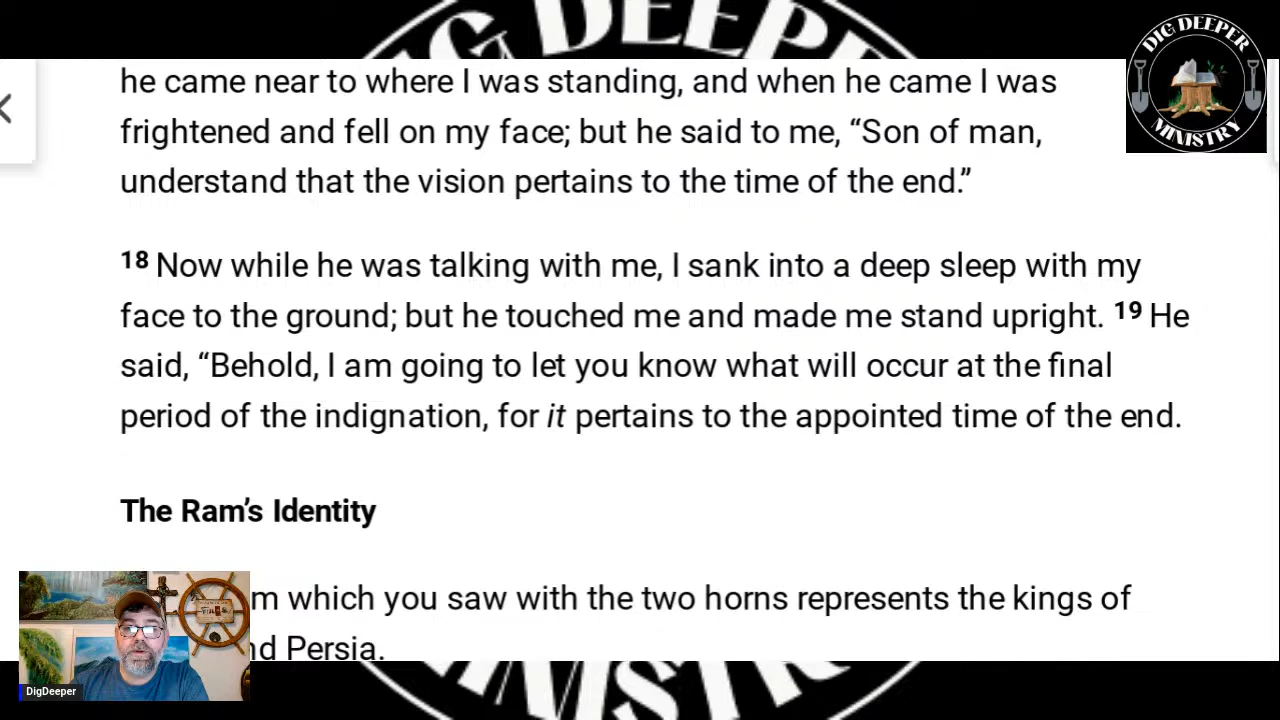 DIG DEEPER
MINISTRY
he came near to where I was standing, and when he came I was
frightened and fell on my face; but he said to me, “Son of man,
understand that the vision pertains to the time of the end.”
18 Now while he was talking with me, I sank into a deep sleep with my
face to the ground; but he touched me and made me stand upright. 19 He
said, “Behold, I am going to let you know what will occur at the final
period of the indignation, for it pertains to the appointed time of the end.
The Ram’s Identity
which you saw with the two horns represents the kings of
Persia.
DigDeeper